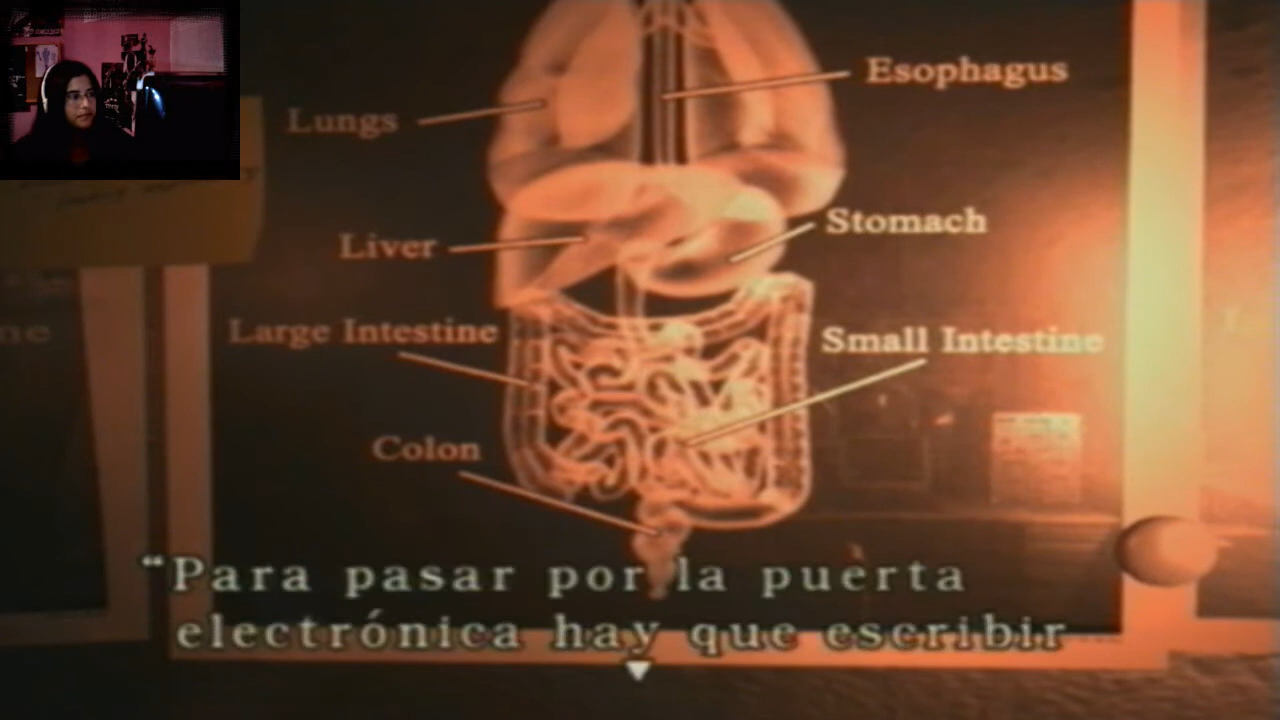 Esophagus
Lungs
Stomach
Liver
Large Intestine
Small Intestine
Colon
“Para pasar por la puerta
electrónica hay que escribir